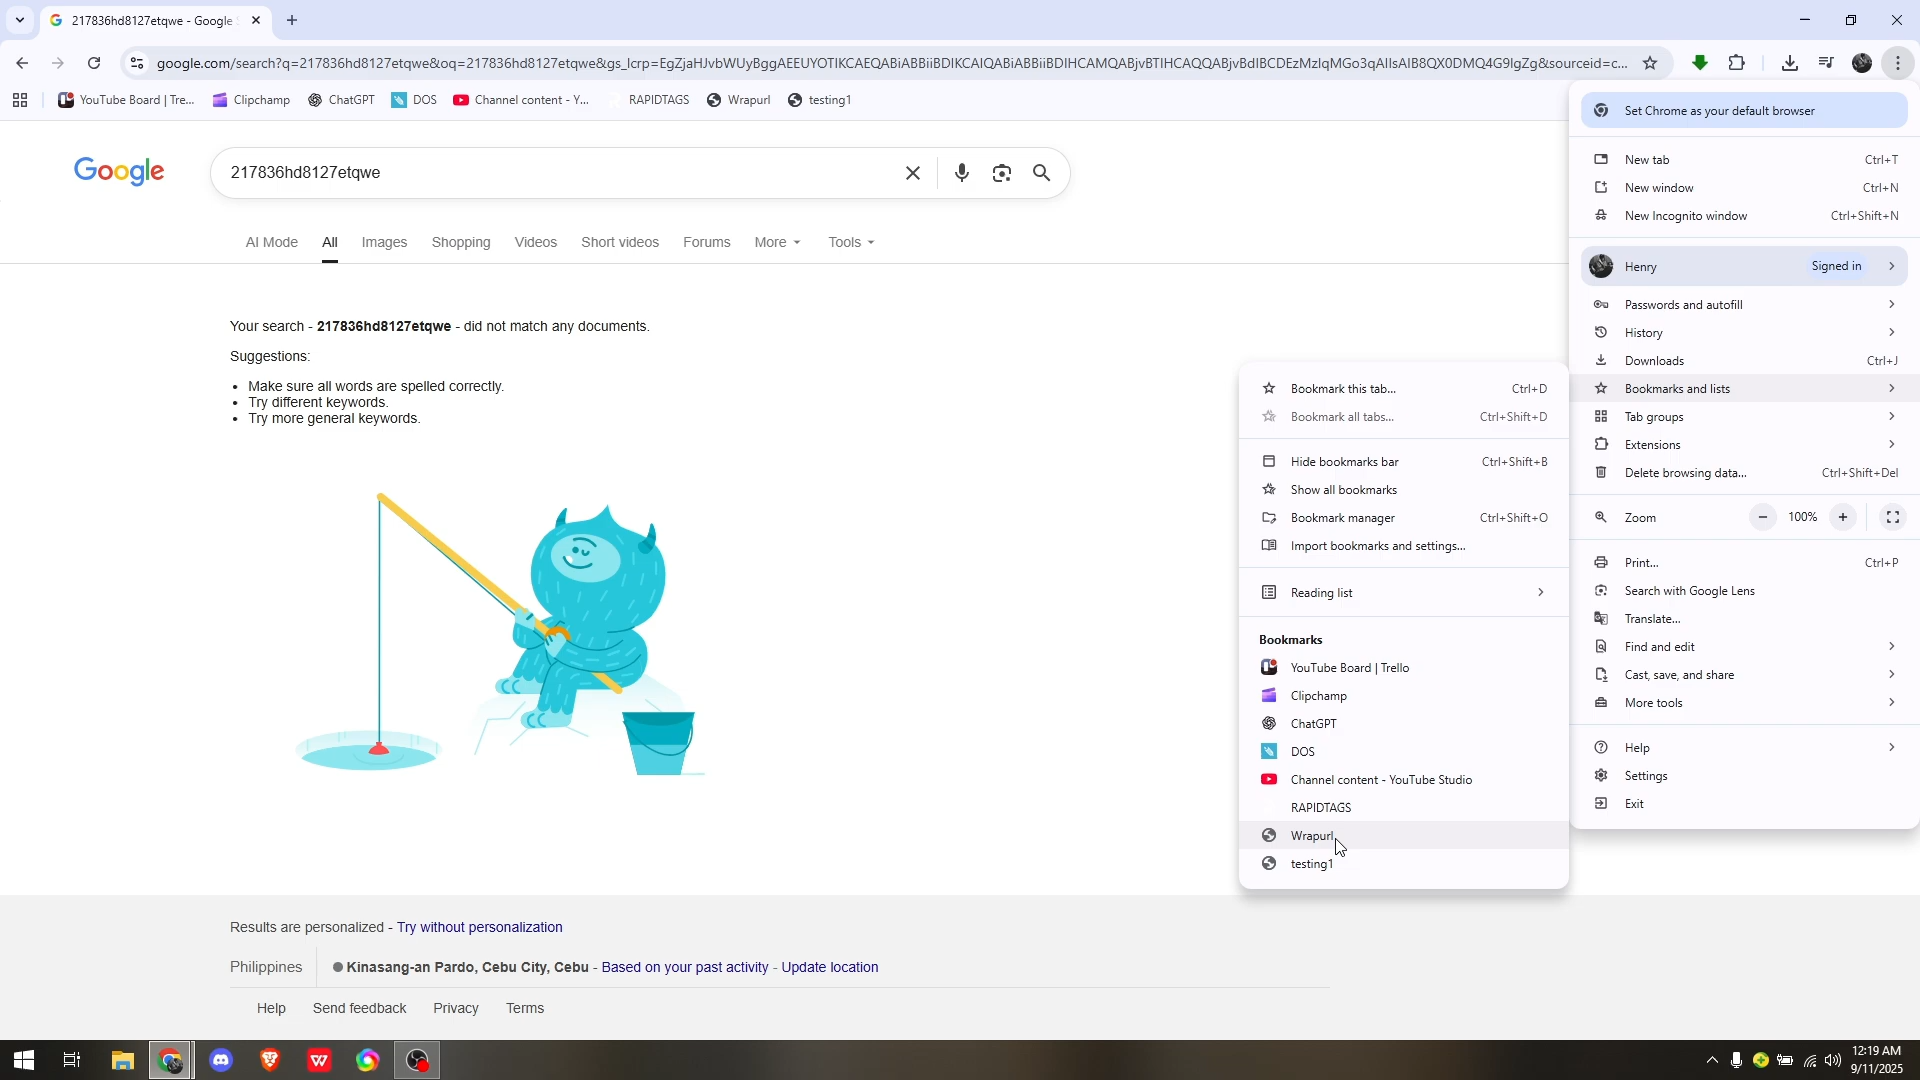 217836hd8127etqwe - Google
google.com/search?q=217836hd8127etqwe&oq=217836hd8127etqwe&gs_lcrp=EgZjaHJvbWUyBggAEEUYOTIKCAEQABiABBiiBDIKCAIQABiABBiiBDIHCAMQABjvBTIHCAQQABjvBdIBCDEzMzlqMGo3qAIIsAIB8QX0DMQ4G9IgZg&sourceid=c...
YouTube Board | Tre...
Clipchamp
ChatGPT
DOS
Channel content - Y...
RAPIDTAGS
Wrapurl
testing1
Google
217836hd8127etqwe
AI Mode
All
Images
Shopping
Videos
Short videos
Forums
More
Tools
Your search - 217836hd8127etqwe - did not match any documents.
Suggestions:
Make sure all words are spelled correctly.
Try different keywords.
Try more general keywords.
Set Chrome as your default browser
New tab Ctrl+T
New window Ctrl+N
New Incognito window Ctrl+Shift+N
Henry Signed in
Passwords and autofill
History
Downloads Ctrl+J
Bookmarks and lists
Tab groups
Extensions
Delete browsing data... Ctrl+Shift+Del
Zoom 100%
Print... Ctrl+P
Search with Google Lens
Translate...
Find and edit
Cast, save, and share
More tools
Help
Settings
Exit
Bookmark this tab... Ctrl+D
Bookmark all tabs... Ctrl+Shift+D
Hide bookmarks bar Ctrl+Shift+B
Show all bookmarks
Bookmark manager Ctrl+Shift+O
Import bookmarks and settings...
Reading list
Bookmarks
YouTube Board | Trello
Clipchamp
ChatGPT
DOS
Channel content - YouTube Studio
RAPIDTAGS
Wrapurl
testing1
Results are personalized - Try without personalization
Philippines
Kinasang-an Pardo, Cebu City, Cebu - Based on your past activity - Update location
Help
Send feedback
Privacy
Terms
12:19 AM
9/11/2025